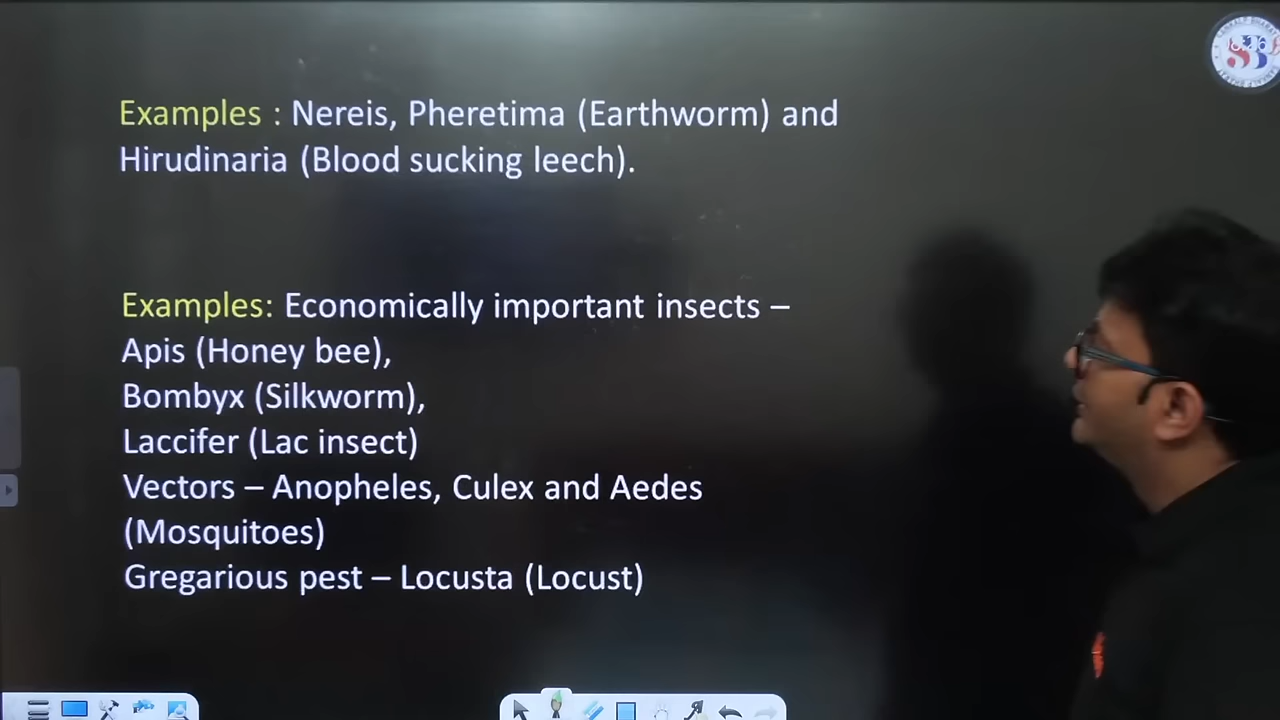 Examples : Nereis, Pheretima (Earthworm) and
Hirudinaria (Blood sucking leech).
Examples: Economically important insects –
Apis (Honey bee),
Bombyx (Silkworm),
Laccifer (Lac insect)
Vectors – Anopheles, Culex and Aedes
(Mosquitoes)
Gregarious pest – Locusta (Locust)